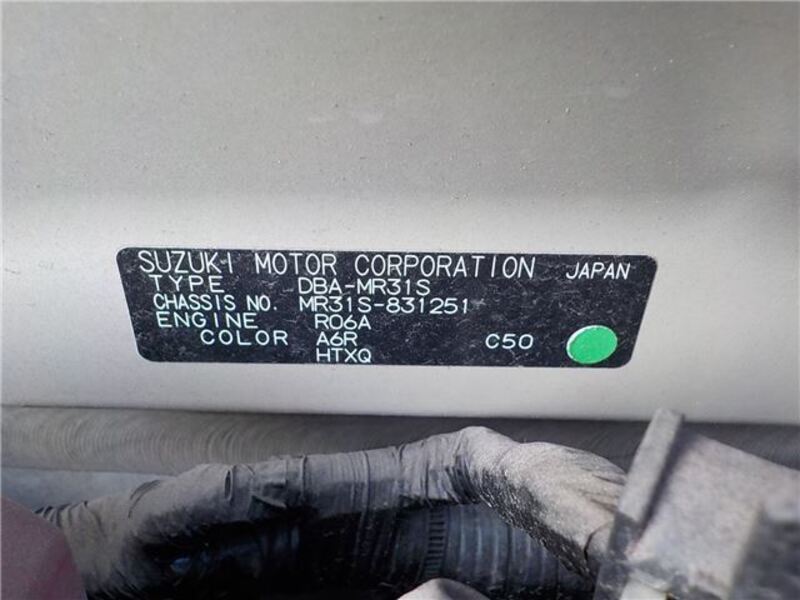 SUZUKI MOTOR CORPORATION JAPAN
TYPE DBA-MR31S
CHASSIS NO. MR31S-831251
ENGINE R06A
COLOR A6R C50
HTXQ